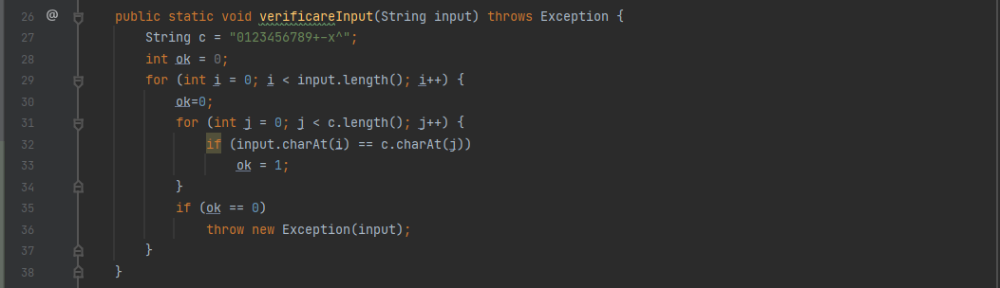 26 @ public static void verificareInput(String input) throws Exception {
27 String c = "0123456789+-x^";
28 int ok = 0;
29 for (int i = 0; i < input.length(); i++) {
30 ok=0;
31 for (int j = 0; j < c.length(); j++) {
32 if (input.charAt(i) == c.charAt(j))
33 ok = 1;
34 }
35 if (ok == 0)
36 throw new Exception(input);
37 }
38 }